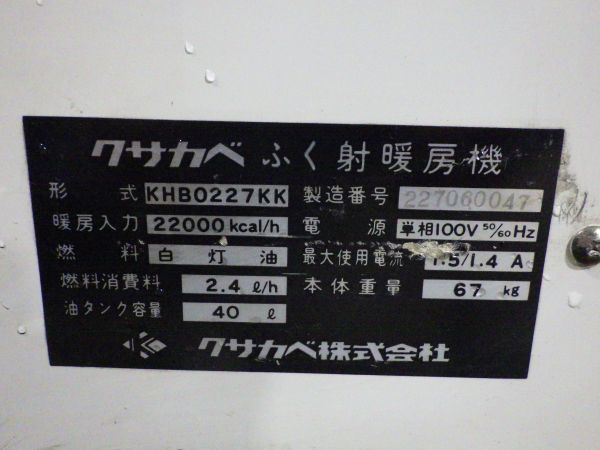 クサカベ ふく射暖房機
形式 KHB0227KK 製造番号 227060047
暖房入力 22000kcal/h 電源 単相100V 50/60Hz
燃料 白灯油 最大使用電流 1.5/1.4 A
燃料消費料 2.4 ℓ/h 本体重量 67 kg
油タンク容量 40 ℓ
クサカベ株式会社